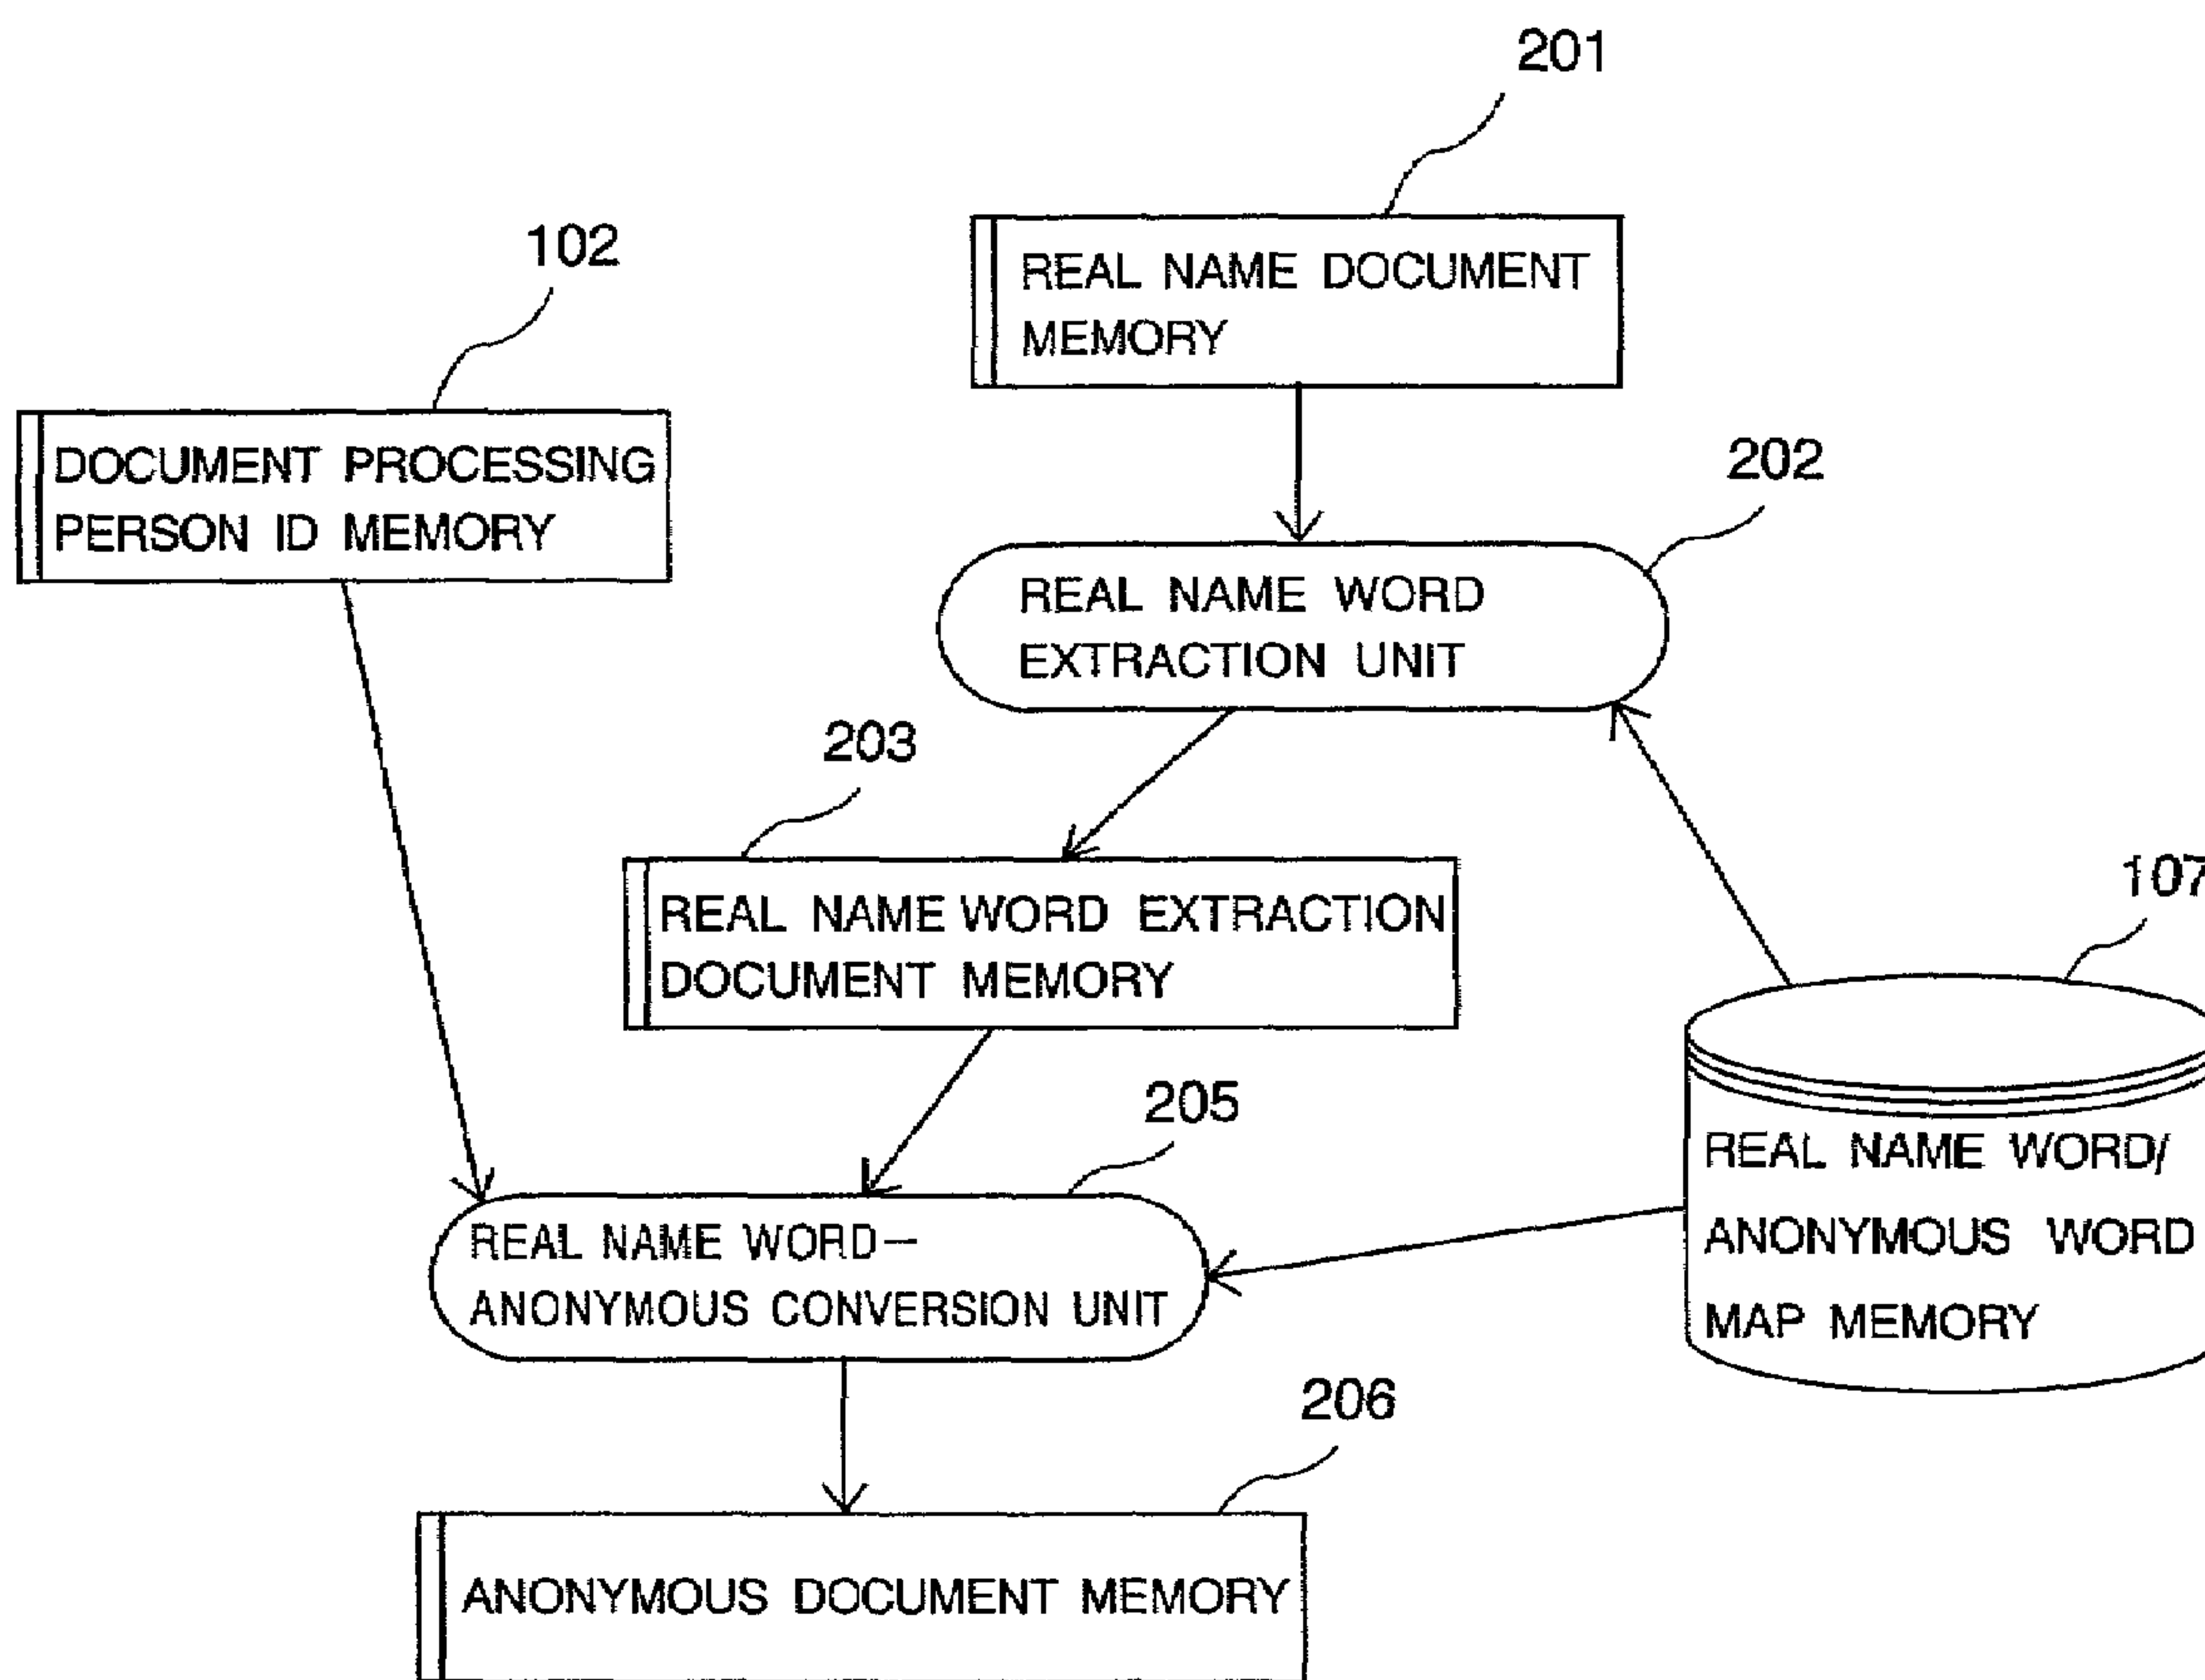 201
REAL NAME DOCUMENT
MEMORY
102
DOCUMENT PROCESSING
PERSON ID MEMORY
202
REAL NAME WORD
EXTRACTION UNIT
203
REAL NAME WORD EXTRACTION
DOCUMENT MEMORY
107
REAL NAME WORD/
ANONYMOUS WORD
MAP MEMORY
205
REAL NAME WORD—
ANONYMOUS CONVERSION UNIT
206
ANONYMOUS DOCUMENT MEMORY